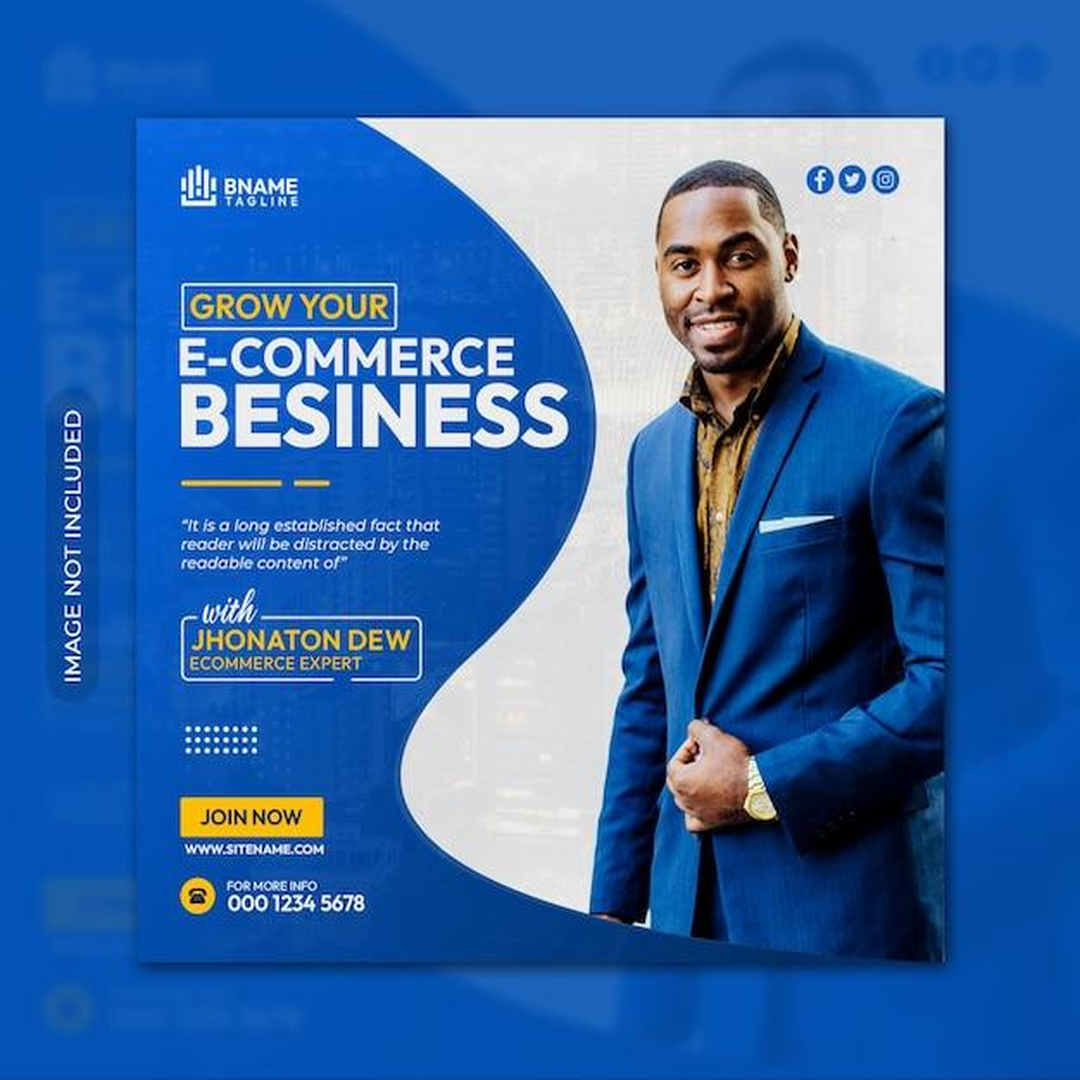 BNAME
TAGLINE
GROW YOUR
E-COMMERCE
BESINESS
“It is a long established fact that
reader will be distracted by the
readable content of”
with
JHONATON DEW
ECOMMERCE EXPERT
JOIN NOW
WWW.SITENAME.COM
FOR MORE INFO
000 1234 5678
IMAGE NOT INCLUDED